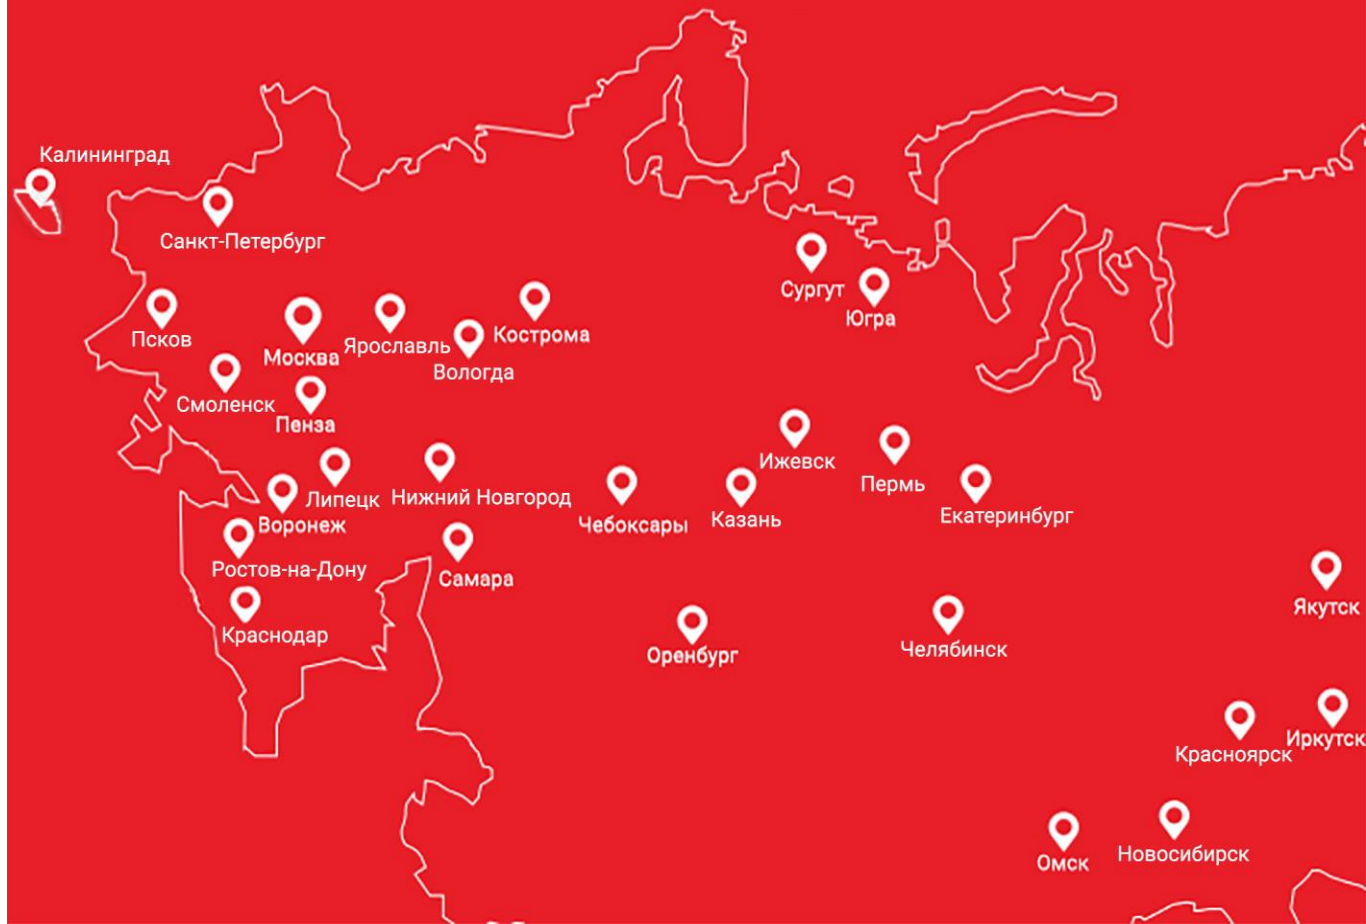 Калининград
Санкт-Петербург
Сургут
Югра
Псков
Москва
Ярославль
Вологда
Кострома
Смоленск
Пенза
Ижевск
Пермь
Липецк
Нижний Новгород
Чебоксары
Казань
Екатеринбург
Воронеж
Ростов-на-Дону
Самара
Якутск
Краснодар
Оренбург
Челябинск
Красноярск
Иркутск
Омск
Новосибирск